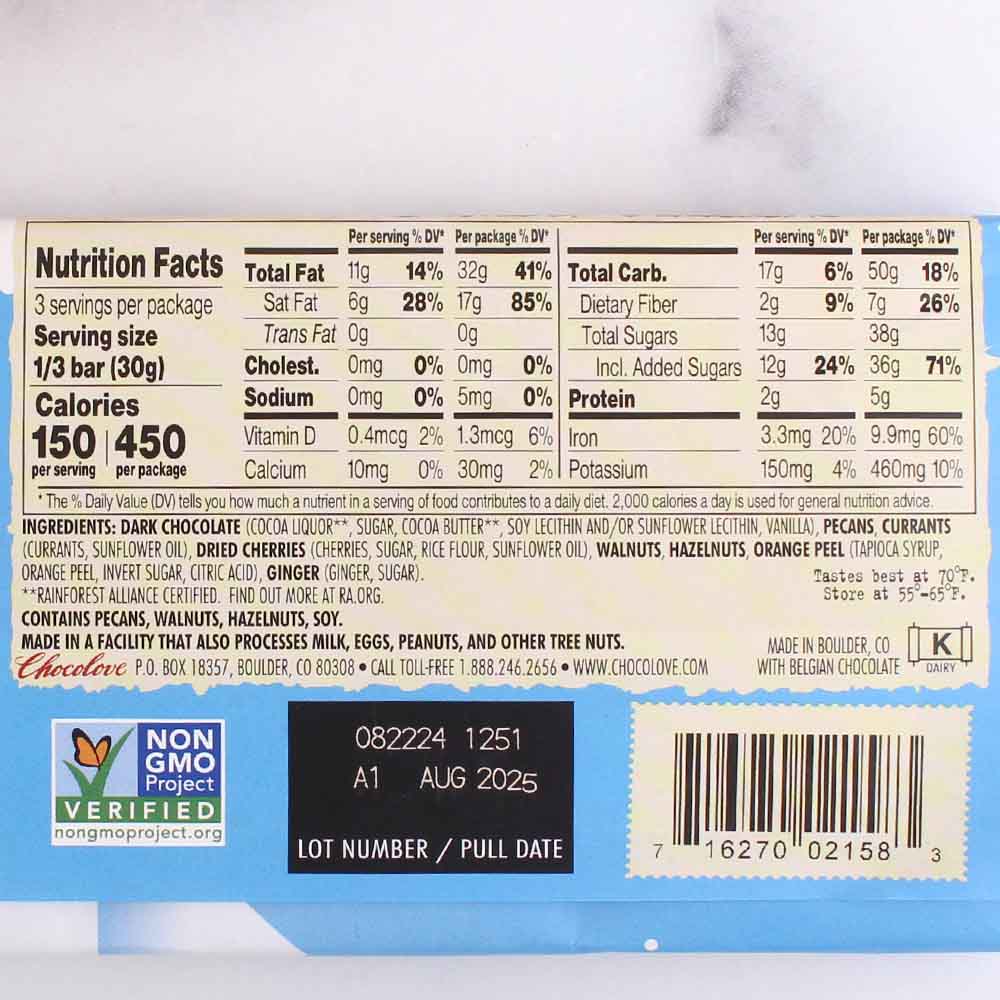 Per serving % DV* Per package % DV*
Per serving % DV* Per package % DV*
Nutrition Facts
3 servings per package
Serving size
1/3 bar (30g)
Calories
150 450
per serving per package
Total Fat 11g 14% 32g 41%
Sat Fat 6g 28% 17g 85%
Trans Fat 0g 0g
Cholest. 0mg 0% 0mg 0%
Sodium 0mg 0% 5mg 0%
Vitamin D 0.4mcg 2% 1.3mcg 6%
Calcium 10mg 0% 30mg 2%
Total Carb. 17g 6% 50g 18%
Dietary Fiber 2g 9% 7g 26%
Total Sugars 13g 38g
Incl. Added Sugars 12g 24% 36g 71%
Protein 2g 5g
Iron 3.3mg 20% 9.9mg 60%
Potassium 150mg 4% 460mg 10%
* The % Daily Value (DV) tells you how much a nutrient in a serving of food contributes to a daily diet. 2,000 calories a day is used for general nutrition advice.
INGREDIENTS: DARK CHOCOLATE (COCOA LIQUOR**, SUGAR, COCOA BUTTER**, SOY LECITHIN AND/OR SUNFLOWER LECITHIN, VANILLA), PECANS, CURRANTS
(CURRANTS, SUNFLOWER OIL), DRIED CHERRIES (CHERRIES, SUGAR, RICE FLOUR, SUNFLOWER OIL), WALNUTS, HAZELNUTS, ORANGE PEEL (TAPIOCA SYRUP,
ORANGE PEEL, INVERT SUGAR, CITRIC ACID), GINGER (GINGER, SUGAR).
**RAINFOREST ALLIANCE CERTIFIED. FIND OUT MORE AT RA.ORG.
Tastes best at 70°F.
Store at 55°-65°F.
CONTAINS PECANS, WALNUTS, HAZELNUTS, SOY.
MADE IN A FACILITY THAT ALSO PROCESSES MILK, EGGS, PEANUTS, AND OTHER TREE NUTS.
Chocolove P.O. BOX 18357, BOULDER, CO 80308 • CALL TOLL-FREE 1.888.246.2656 • WWW.CHOCOLOVE.COM
MADE IN BOULDER, CO
WITH BELGIAN CHOCOLATE
K
DAIRY
NON
GMO
Project
VERIFIED
nongmoproject.org
082224 1251
A1 AUG 2025
LOT NUMBER / PULL DATE
7 16270 02158 3